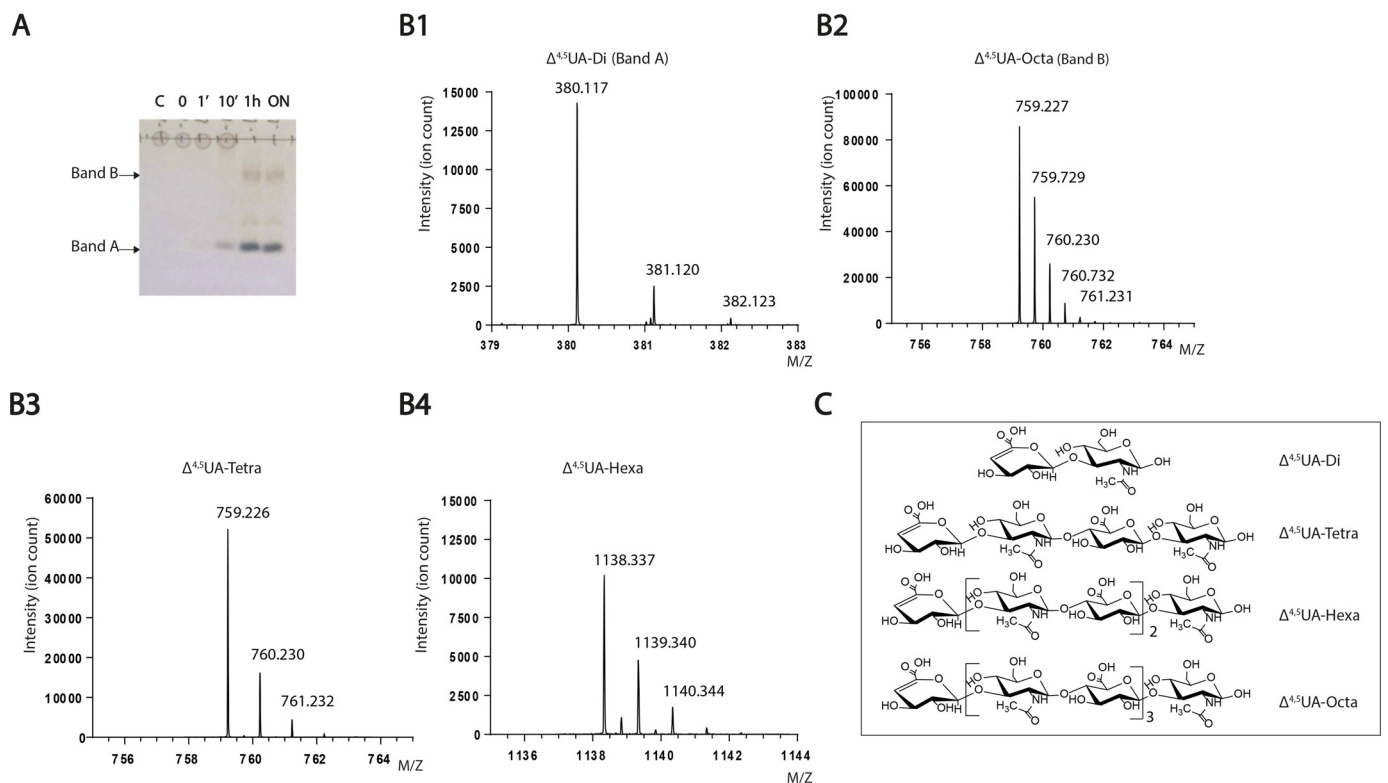 A
C 0 1' 10' 1h ON
Band B
Band A
B1
Δ4,5UA-Di (Band A)
Intensity (ion count)
15000
12500
10000
7500
5000
2500
0
380.117
381.120
382.123
379 380 381 382 383
M/Z
B2
Δ4,5UA-Octa (Band B)
Intensity (ion count)
100000
80000
60000
40000
20000
0
759.227
759.729
760.230
760.732
761.231
756 758 760 762 764
M/Z
B3
Δ4,5UA-Tetra
Intensity (ion count)
60000
50000
40000
30000
20000
10000
0
759.226
760.230
761.232
756 758 760 762 764
M/Z
B4
Δ4,5UA-Hexa
Intensity (ion count)
15000
12500
10000
7500
5000
2500
0
1138.337
1139.340
1140.344
1136 1138 1140 1142 1144
M/Z
C
Δ4,5UA-Di
Δ4,5UA-Tetra
Δ4,5UA-Hexa
2
Δ4,5UA-Octa
3